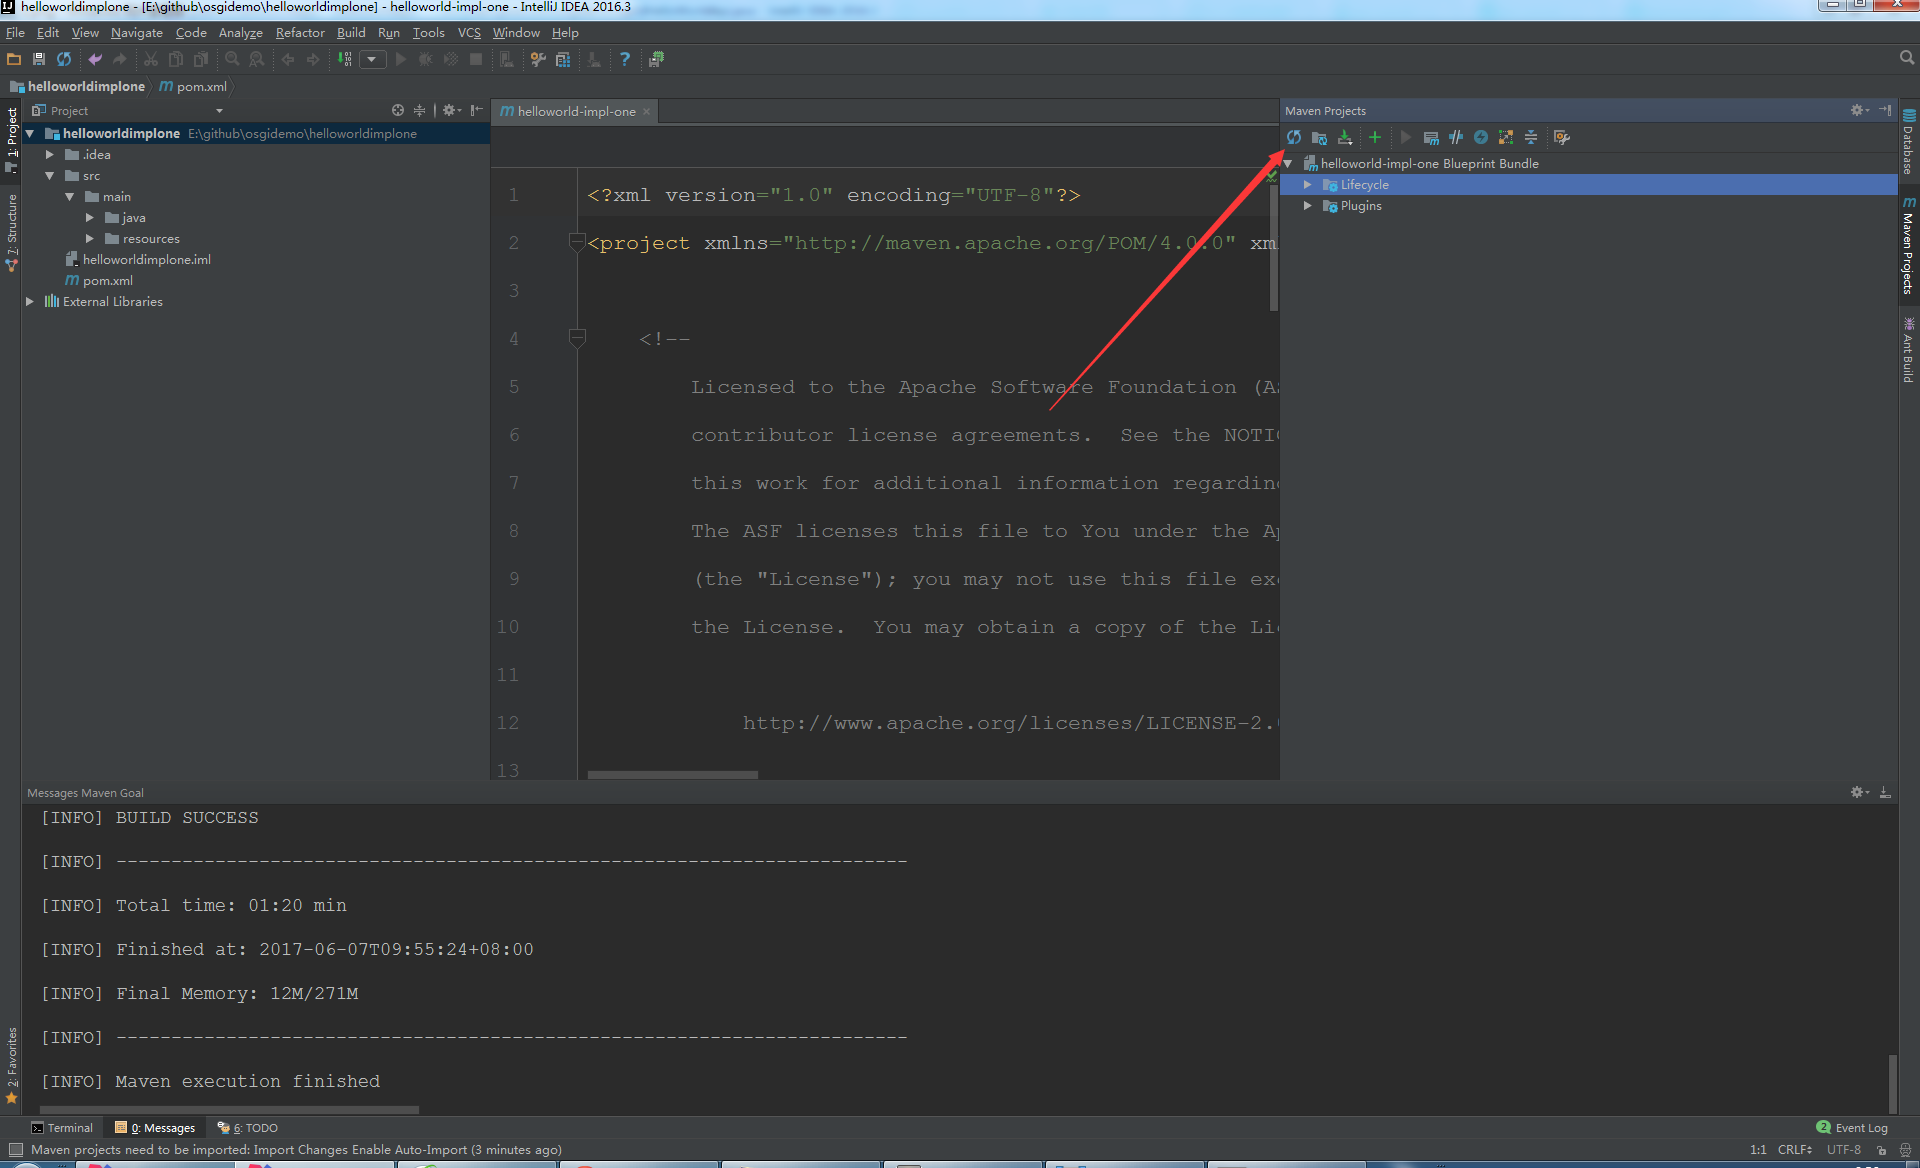 helloworldimplone - [E:\github\osgidemo\helloworldimplone] - helloworld-impl-one - IntelliJ IDEA 2016.3
File Edit View Navigate Code Analyze Refactor Build Run Tools VCS Window Help
helloworldimplone pom.xml
1: Project
7: Structure
2: Favorites
Project
helloworldimplone E:\github\osgidemo\helloworldimplone
.idea
src
main
java
resources
helloworldimplone.iml
pom.xml
External Libraries
helloworld-impl-one
1 <?xml version="1.0" encoding="UTF-8"?>
2 <project xmlns="http://maven.apache.org/POM/4.0.0" xm
3
4 <!--
5 Licensed to the Apache Software Foundation (AS
6 contributor license agreements.  See the NOTIC
7 this work for additional information regarding
8 The ASF licenses this file to You under the Ap
9 (the "License"); you may not use this file exc
10 the License.  You may obtain a copy of the Lic
11
12 http://www.apache.org/licenses/LICENSE-2.0
13
Maven Projects
helloworld-impl-one Blueprint Bundle
Lifecycle
Plugins
Database
Maven Projects
Ant Build
Messages Maven Goal
[INFO] BUILD SUCCESS
[INFO] ------------------------------------------------------------------------
[INFO] Total time: 01:20 min
[INFO] Finished at: 2017-06-07T09:55:24+08:00
[INFO] Final Memory: 12M/271M
[INFO] ------------------------------------------------------------------------
[INFO] Maven execution finished
Terminal 0: Messages 6: TODO 2 Event Log
Maven projects need to be imported: Import Changes Enable Auto-Import (3 minutes ago) 1:1 CRLF UTF-8